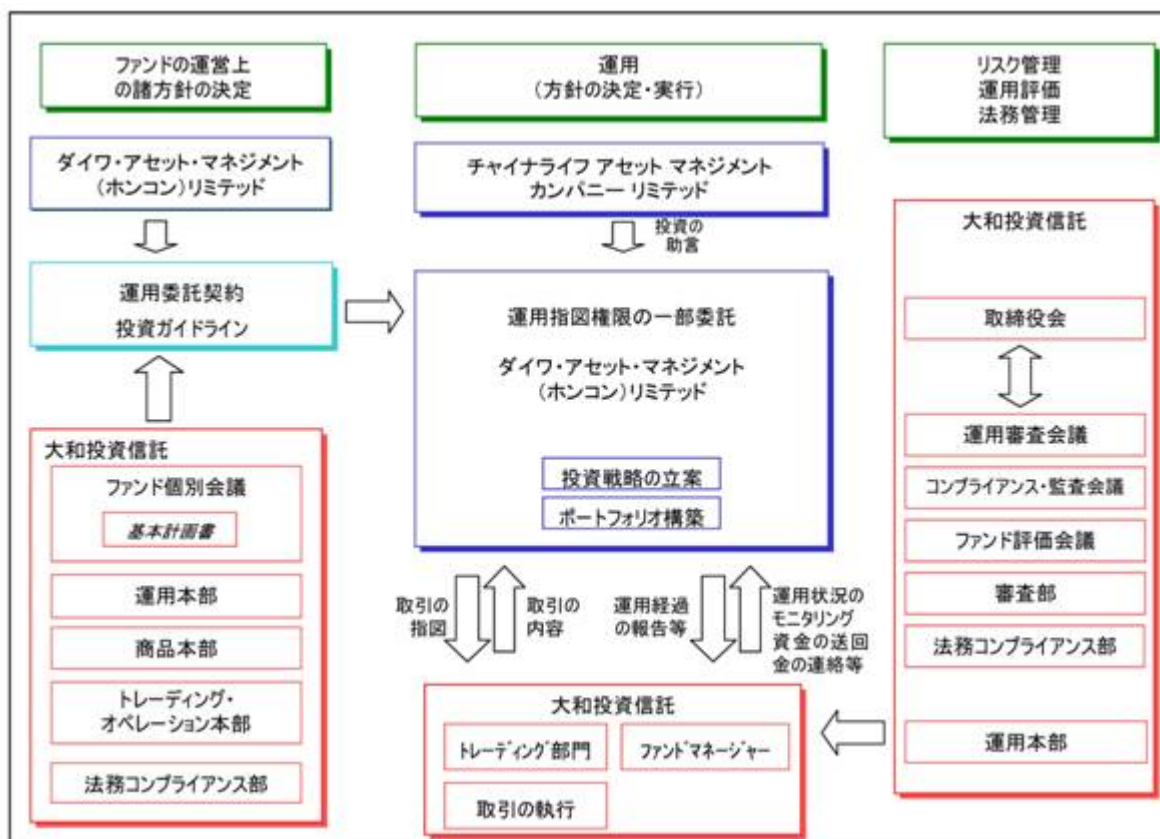 ファンドの運営上
の諸方針の決定
ダイワ・アセット・マネジメント
（ホンコン）リミテッド
運用委託契約
投資ガイドライン
大和投資信託
ファンド個別会議
基本計画書
運用本部
商品本部
トレーディング・
オペレーション本部
法務コンプライアンス部
運用
（方針の決定・実行）
チャイナライフ アセット マネジメント
カンパニー リミテッド
投資の
助言
運用指図権限の一部委託
ダイワ・アセット・マネジメント
（ホンコン）リミテッド
投資戦略の立案
ポートフォリオ構築
取引の
指図
取引の
内容
運用経過
の報告等
運用状況の
モニタリング
資金の送回
金の連絡等
大和投資信託
トレーディング部門
ファンドマネージャー
取引の執行
リスク管理
運用評価
法務管理
大和投資信託
取締役会
運用審査会議
コンプライアンス・監査会議
ファンド評価会議
審査部
法務コンプライアンス部
運用本部